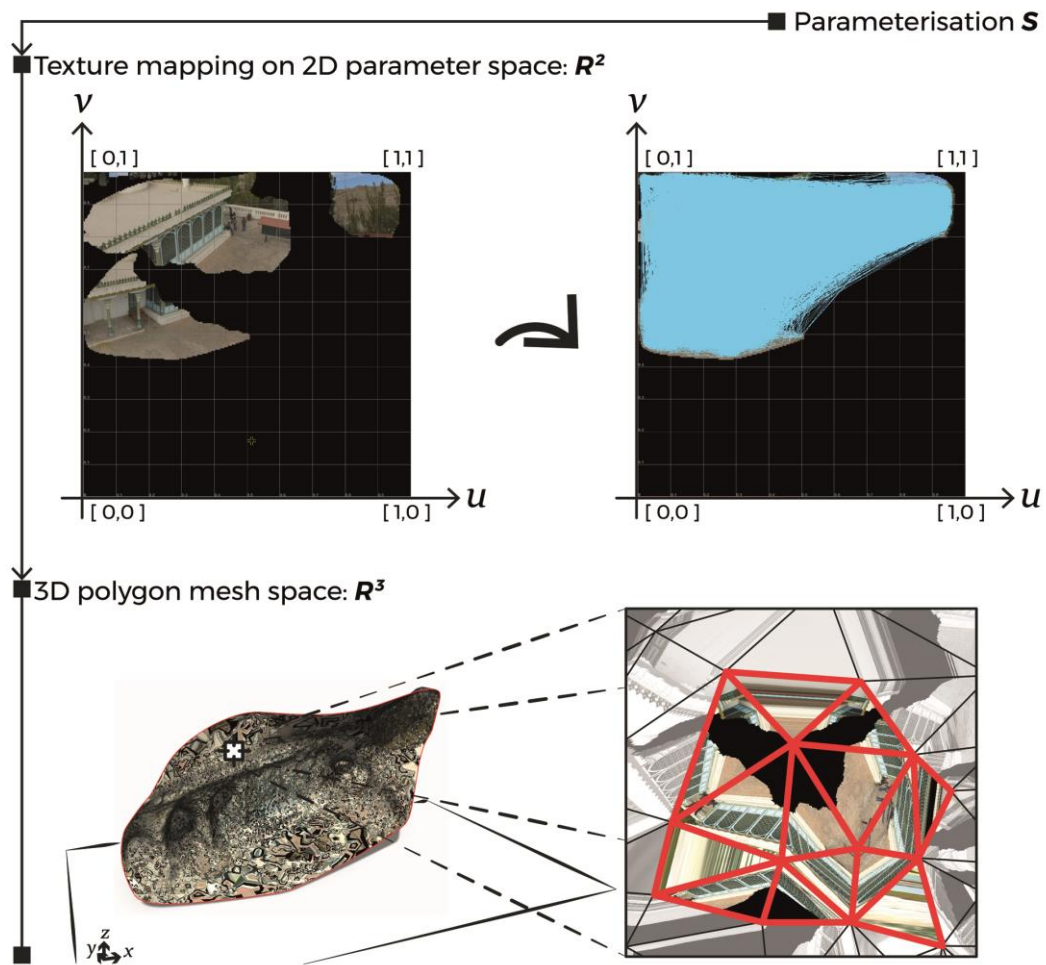 Parameterisation S
Texture mapping on 2D parameter space: R²
v
v
[ 0,1 ]
[1,1 ]
[ 0,1 ]
[1,1 ]
u
u
[ 0,0 ]
[1,0 ]
[ 0,0 ]
[1,0 ]
3D polygon mesh space: R³
z
y
x